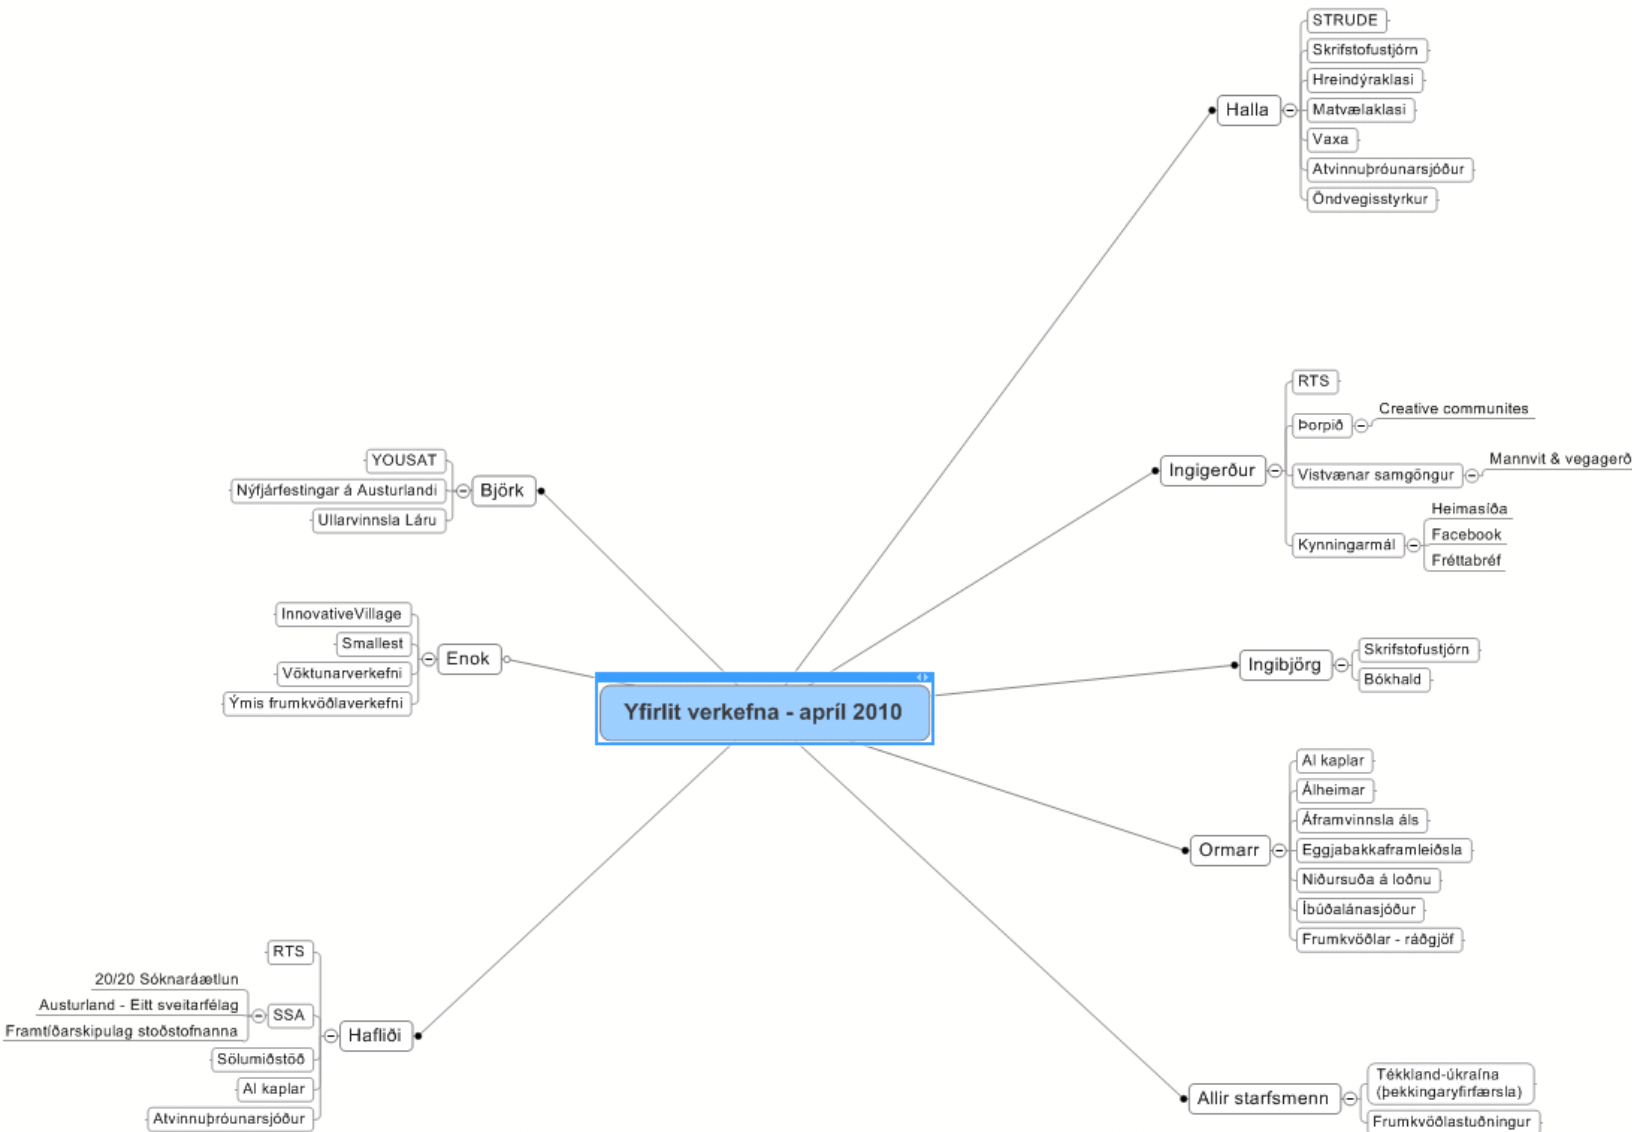 Yfirlit verkefna - apríl 2010
Halla
STRUDE
Skrifstofustjórn
Hreindýraklasi
Matvælaklasi
Vaxa
Atvinnuþróunarsjóður
Öndvegisstyrkur
Ingigerður
RTS
Þorpið
Creative communites
Vistvænar samgöngur
Mannvit & vegagerð
Kynningarmál
Heimasíða
Facebook
Fréttabréf
Ingibjörg
Skrifstofustjórn
Bókhald
Ormarr
Al kaplar
Álheimar
Áframvinnsla áls
Eggjabakkaframleiðsla
Niðursuða á loðnu
Íbúðalánasjóður
Frumkvöðlar - ráðgjöf
Allir starfsmenn
Tékkland-úkraína
(þekkingaryfirfærsla)
Frumkvöðlastuðningur
Björk
YOUSAT
Nýfjárfestingar á Austurlandi
Ullarvinnsla Láru
Enok
InnovativeVillage
Smallest
Vöktunarverkefni
Ýmis frumkvöðlaverkefni
Hafliði
RTS
SSA
20/20 Sóknaráætlun
Austurland - Eitt sveitarfélag
Framtíðarskipulag stoðstofnanna
Sölumiðstöð
Al kaplar
Atvinnuþróunarsjóður